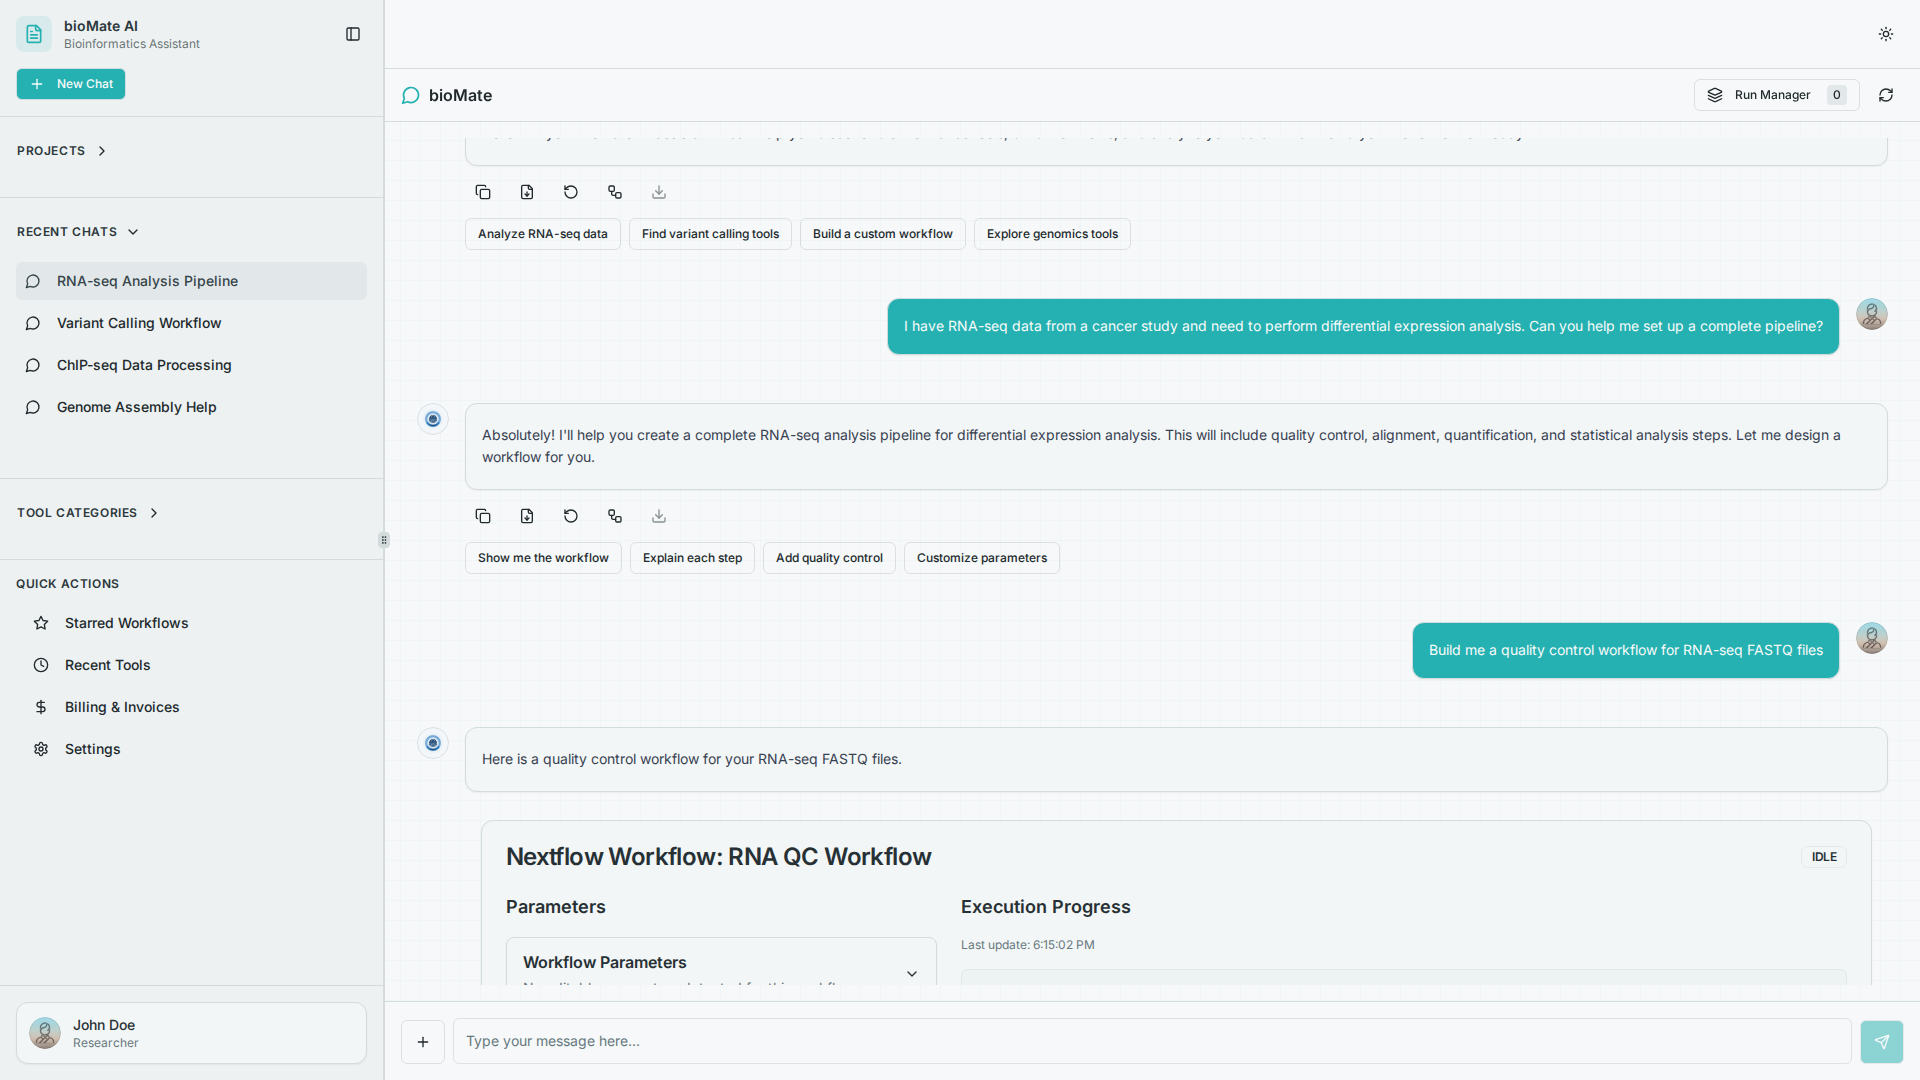 bioMate AI
Bioinformatics Assistant
New Chat
PROJECTS
RECENT CHATS
RNA-seq Analysis Pipeline
Variant Calling Workflow
ChIP-seq Data Processing
Genome Assembly Help
TOOL CATEGORIES
QUICK ACTIONS
Starred Workflows
Recent Tools
Billing & Invoices
Settings
John Doe
Researcher
bioMate
Run Manager 0
Analyze RNA-seq data Find variant calling tools Build a custom workflow Explore genomics tools
I have RNA-seq data from a cancer study and need to perform differential expression analysis. Can you help me set up a complete pipeline?
Absolutely! I'll help you create a complete RNA-seq analysis pipeline for differential expression analysis. This will include quality control, alignment, quantification, and statistical analysis steps. Let me design a
workflow for you.
Show me the workflow Explain each step Add quality control Customize parameters
Build me a quality control workflow for RNA-seq FASTQ files
Here is a quality control workflow for your RNA-seq FASTQ files.
Nextflow Workflow: RNA QC Workflow
IDLE
Parameters
Workflow Parameters
Execution Progress
Last update: 6:15:02 PM
Type your message here...